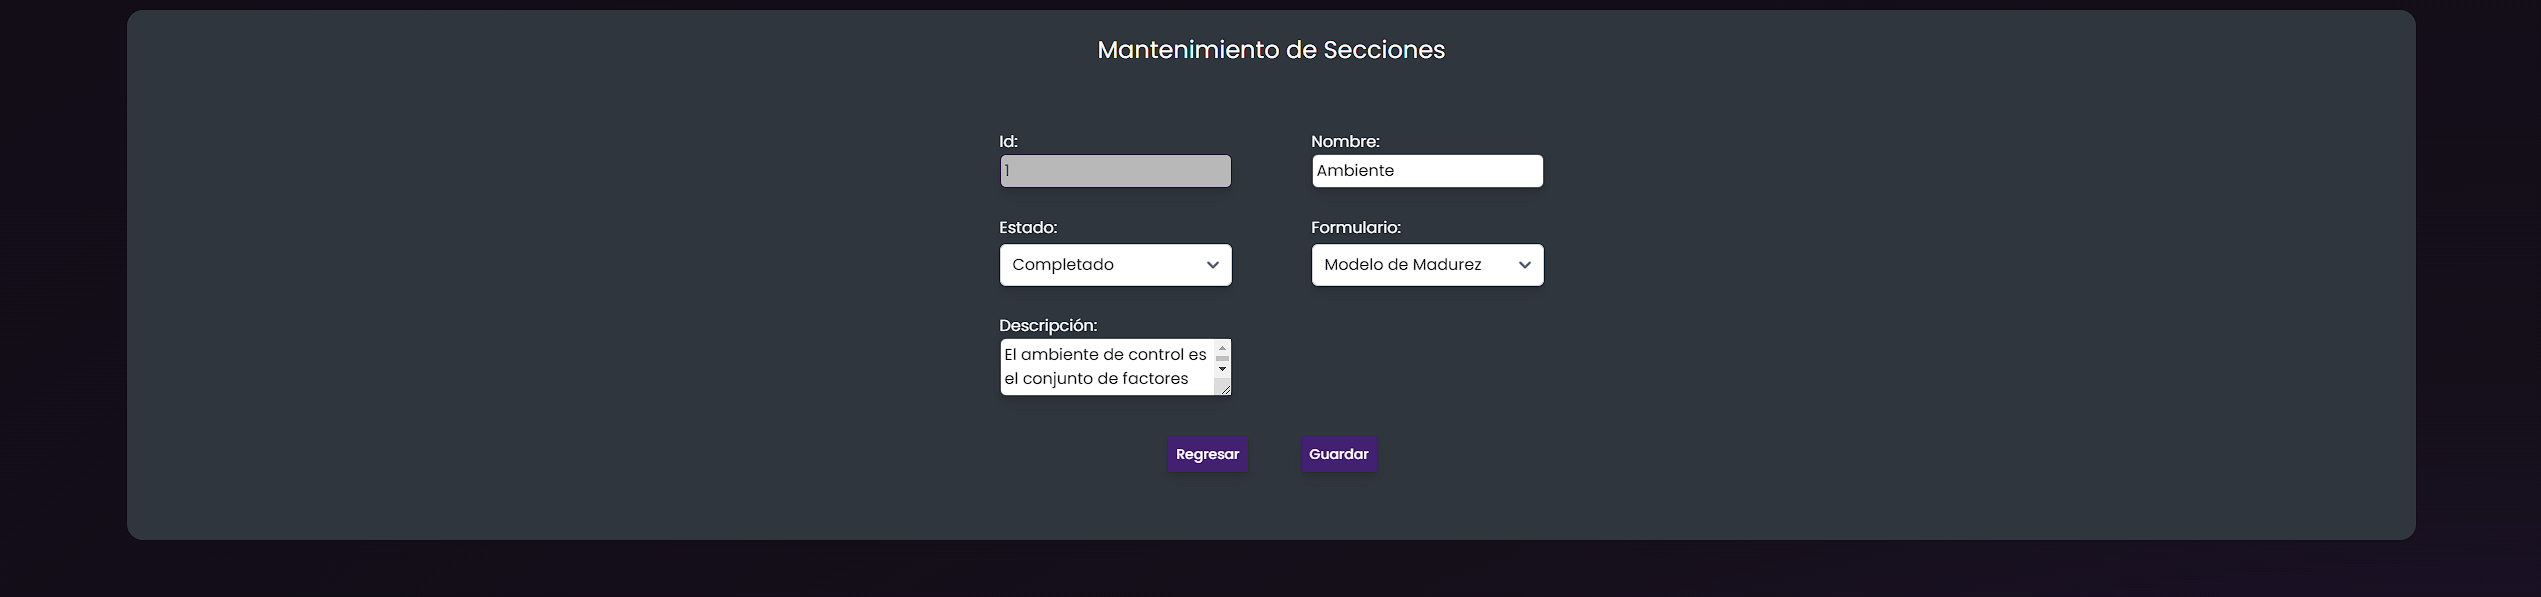 Mantenimiento de Secciones
Id:
1
Nombre:
Ambiente
Estado:
Completado
Formulario:
Modelo de Madurez
Descripción:
El ambiente de control es
el conjunto de factores
Regresar
Guardar